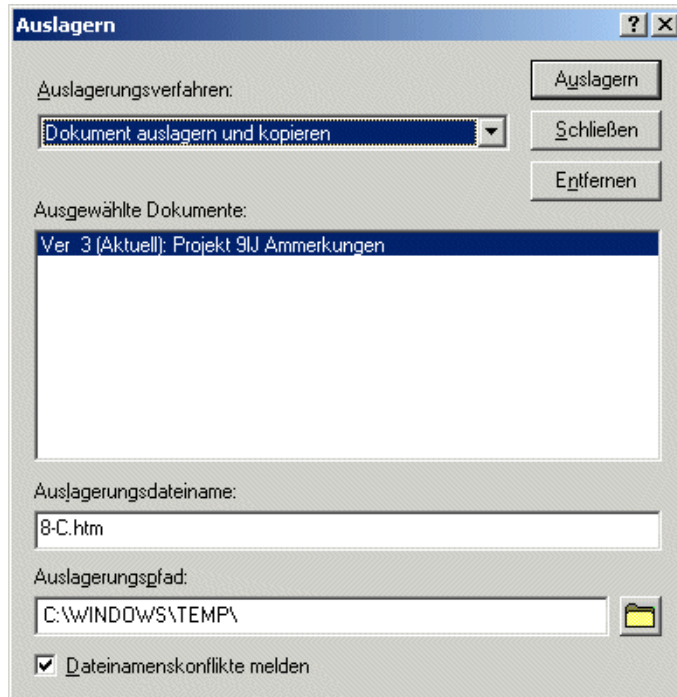 Auslagern
Auslagerungsverfahren:
Auslagern
Dokument auslagern und kopieren
Schließen
Entfernen
Ausgewählte Dokumente:
Ver 3 (Aktuell): Projekt 9IJ Ammerkungen
Auslagerungsdateiname:
8-C.htm
Auslagerungspfad:
C:\WINDOWS\TEMP\
Dateinamenskonflikte melden